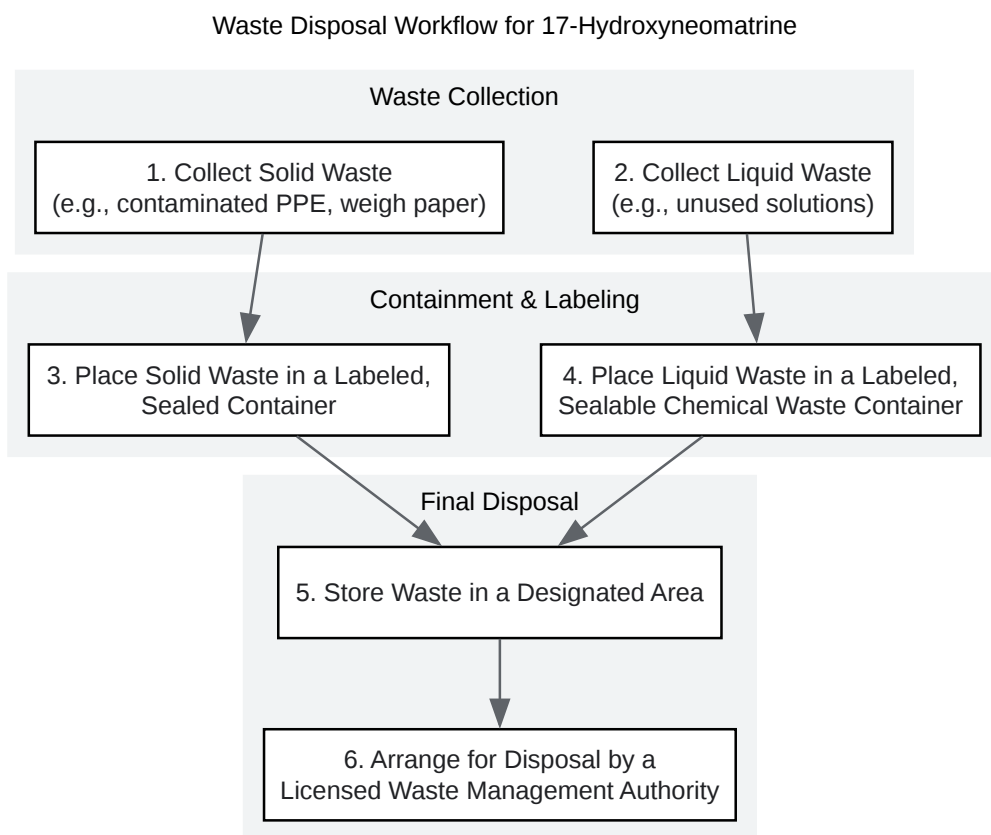 Waste Disposal Workflow for 17-Hydroxyneomatrine
Waste Collection
1. Collect Solid Waste
(e.g., contaminated PPE, weigh paper)
2. Collect Liquid Waste
(e.g., unused solutions)
Containment & Labeling
3. Place Solid Waste in a Labeled,
Sealed Container
4. Place Liquid Waste in a Labeled,
Sealable Chemical Waste Container
Final Disposal
5. Store Waste in a Designated Area
6. Arrange for Disposal by a
Licensed Waste Management Authority